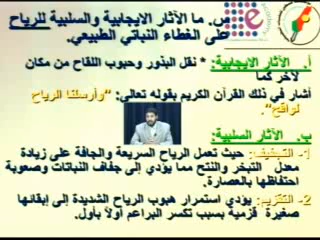 س. ما الآثار الايجابية والسلبية للرياح
على الغطاء النباتي الطبيعي.
أ. الآثار الايجابية: * نقل البذور وحبوب اللقاح من مكان
لاخر كما
أشار في ذلك القرآن الكريم بقوله تعالى: "وأرسلنا الرياح
لواقح".
ب. الآثار السلبية:
1- التجفيف: حيث تعمل الرياح السريعة والجافة على زيادة
معدل التبخر والنتح مما يؤدي إلى جفاف النباتات وصعوبة
احتفاظها بالعصارة.
2- التقزيم: يؤدي استمرار هبوب الرياح الشديدة إلى إبقائها
صغيرة قزمية بسبب تكسر البراعم أولاً بأول.